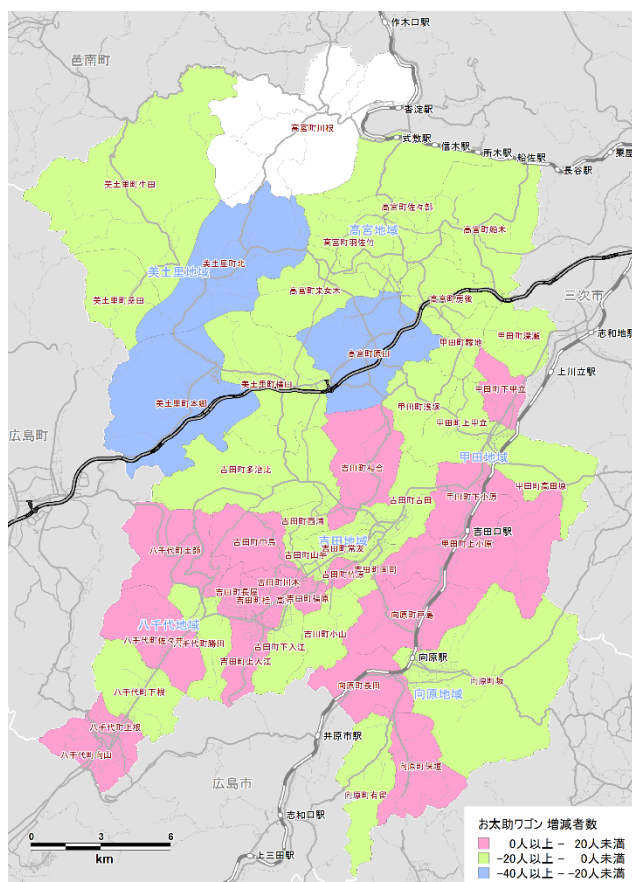 作木口駅
邑南町
香淀駅
高宮町川根
式敷駅
信木駅
所木駅
船佐駅
粟屋
長谷駅
美土里町生田
高宮町佐々部
高宮町船木
高宮地域
高宮町羽佐竹
美土里町北
美土里地域
高宮町来女木
美土里町桑田
高宮町房後
三次市
甲田町糘地
甲田町深瀬
志和地駅
高宮町原田
上川立駅
美土里町横田
甲田町下甲立
美土里町本郷
甲田町浅塚
甲田町上甲立
広島町
甲田地域
吉田町多治比
吉田町相合
甲田町高田原
吉田町吉田
甲田町下小原
吉田町西浦
吉田口駅
八千代町土師
吉田町中馬
吉田地域
吉田町常友
甲田町上小原
吉田町山手
吉田町国司
吉田町竹原
吉田町川本
吉田町長屋
吉田町桂
吉田町福原
向原町戸島
八千代地域
吉田町小山
八千代町佐々井
八千代町勝田
吉田町下入江
吉田町上入江
向原駅
向原町坂
八千代町下根
向原町長田
向原地域
八千代町上根
井原市駅
八千代町向山
向原町保垣
広島市
向原町有留
志和口駅
上三田駅
0 3 6
km
お太助ワゴン 増減者数
0人以上 － 20人未満
-20人以上 － 0人未満
-40人以上 － -20人未満